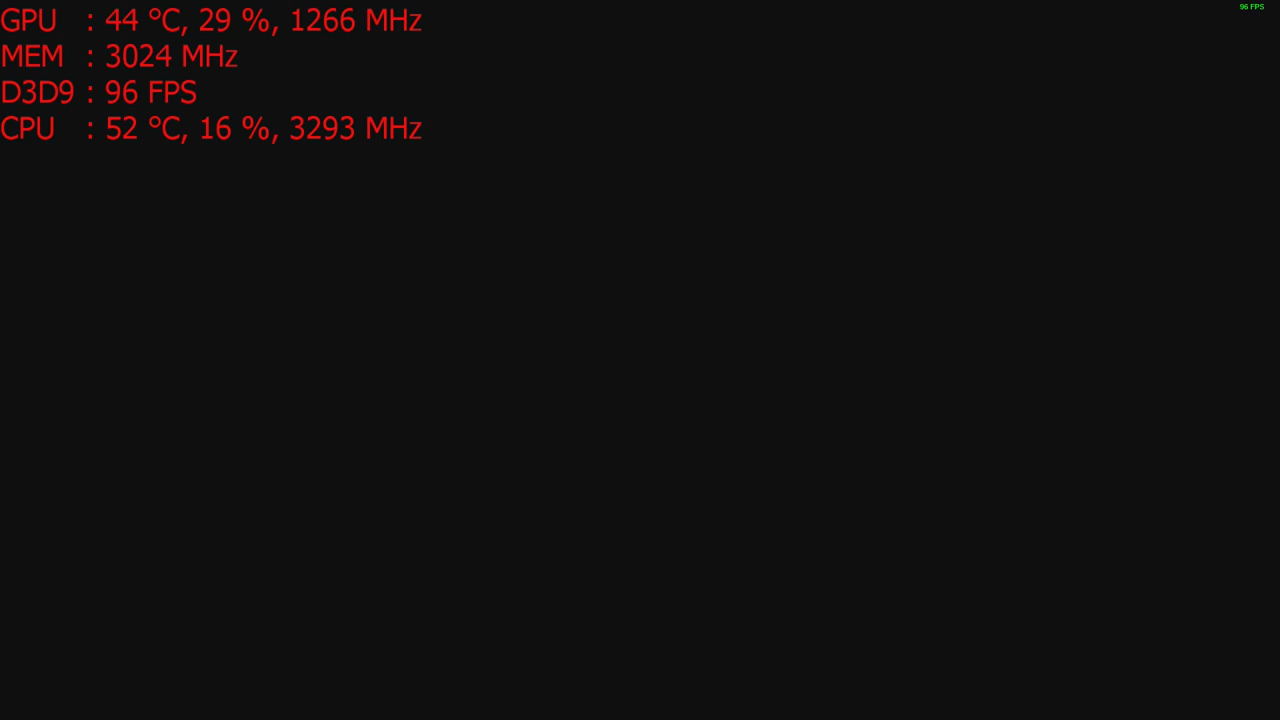 GPU : 44 °C, 29 %, 1266 MHz
96 FPS
MEM : 3024 MHz
D3D9 : 96 FPS
CPU : 52 °C, 16 %, 3293 MHz